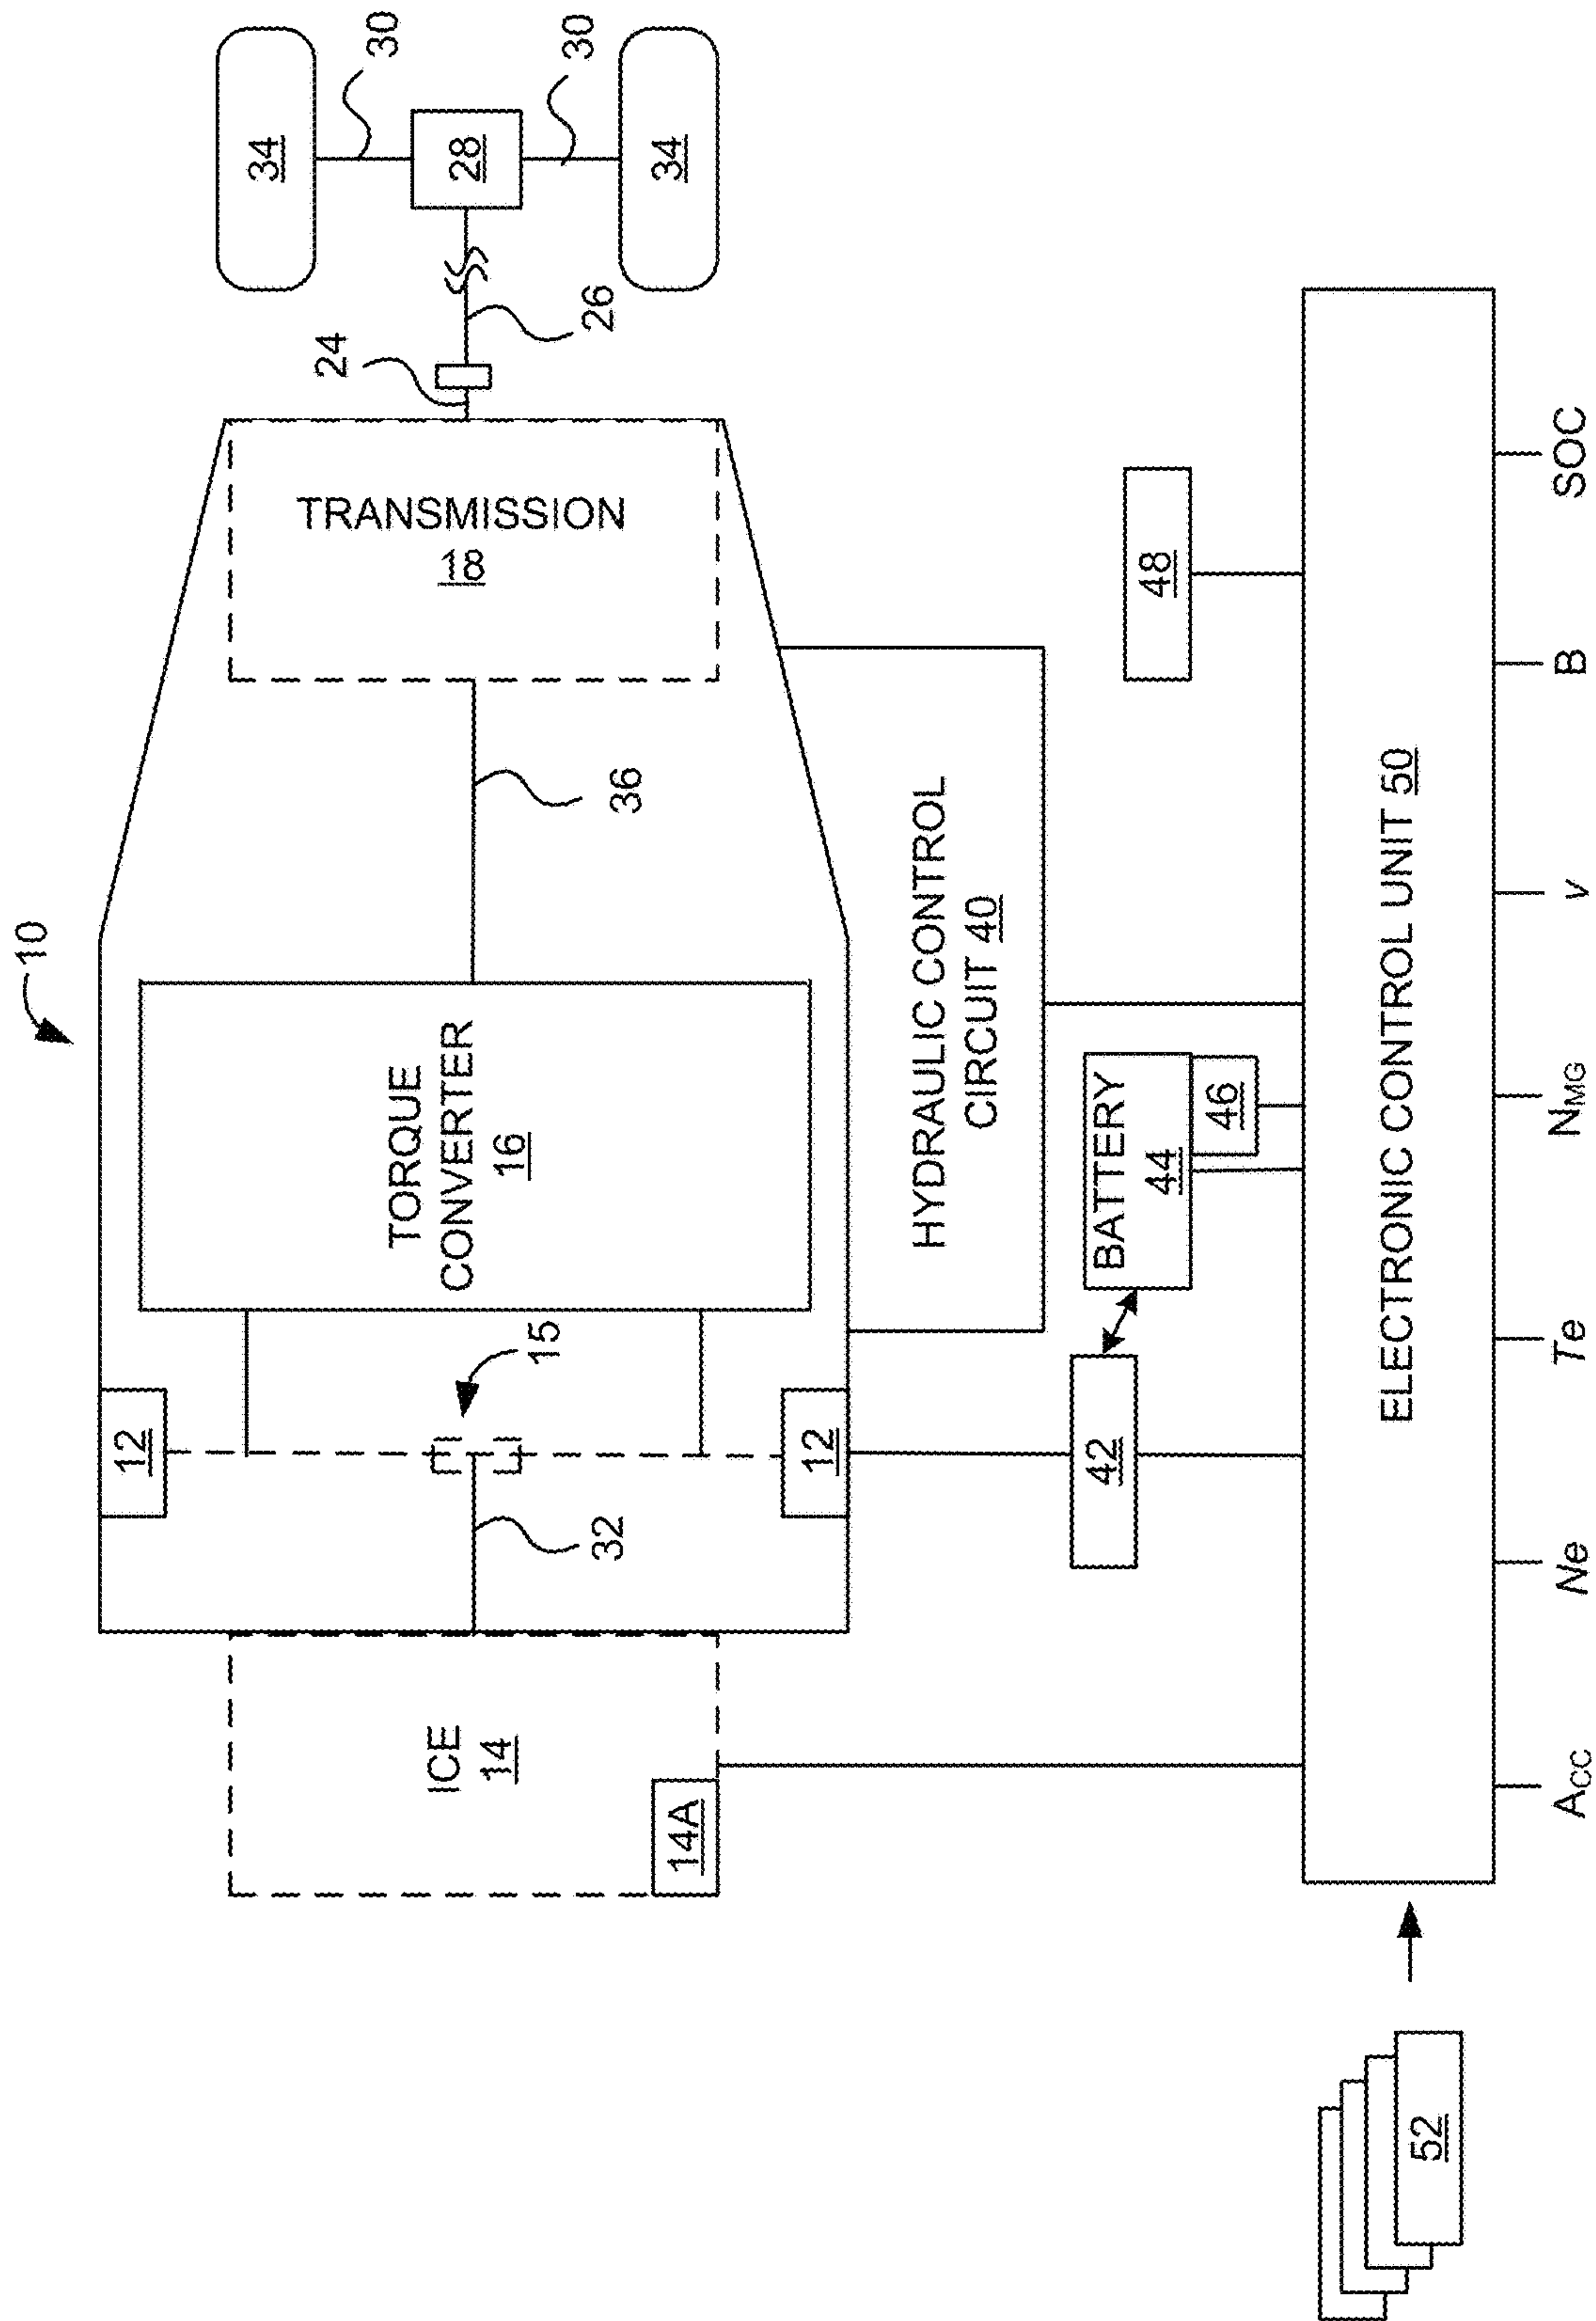 10
ICE
14
14A
12
12
32
15
TORQUE
CONVERTER
16
36
TRANSMISSION
18
24
26
28
30
30
34
34
HYDRAULIC CONTROL
CIRCUIT 40
42
BATTERY
44
46
48
52
ELECTRONIC CONTROL UNIT 50
ACC
Ne
Te
NMG
v
B
SOC